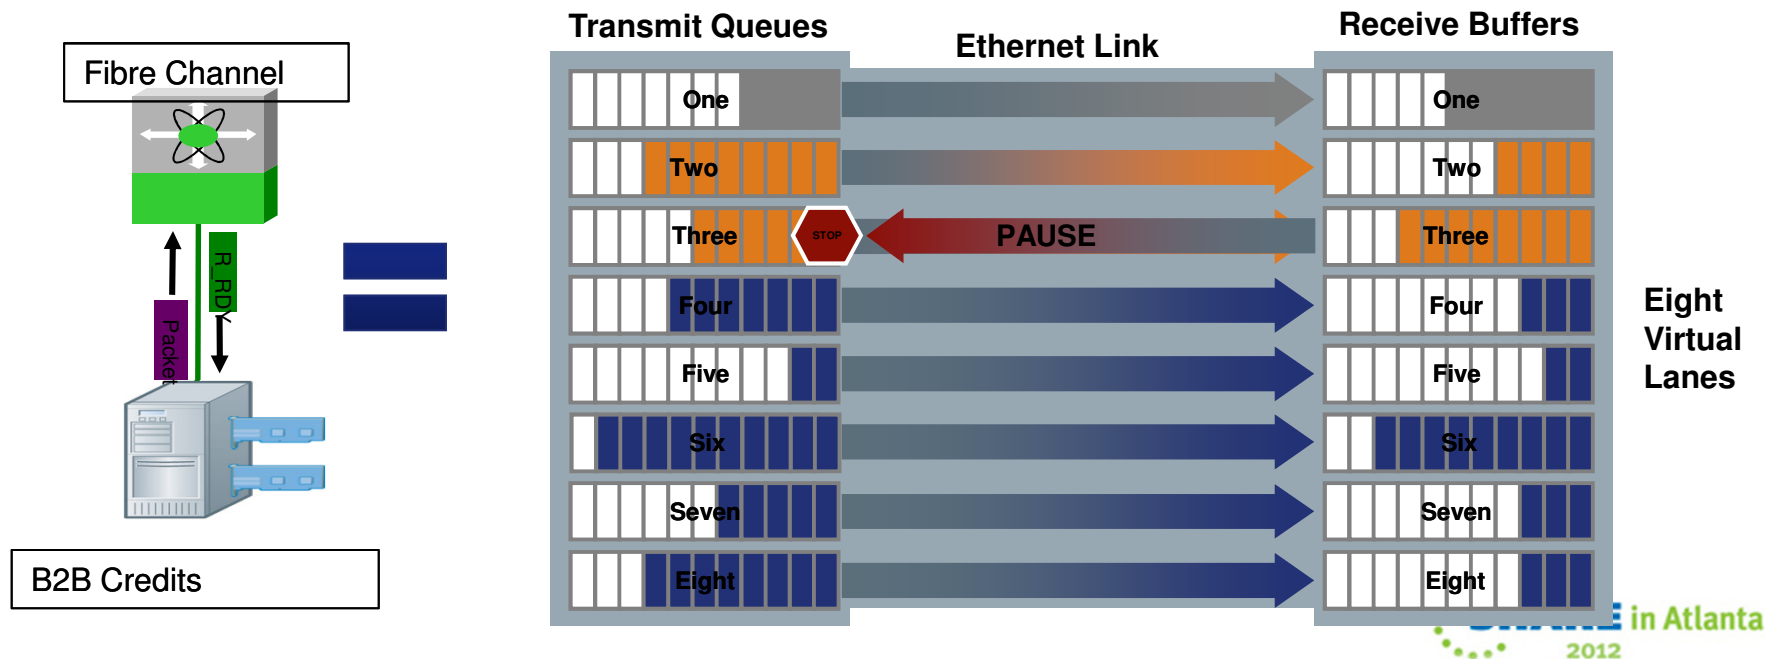 Fibre Channel
R_RDY
Packet
B2B Credits
Transmit Queues
Ethernet Link
Receive Buffers
One
One
Two
Two
Three
STOP
PAUSE
Three
Four
Four
Five
Five
Six
Six
Seven
Seven
Eight
Eight
Eight
Virtual
Lanes
in Atlanta
2012